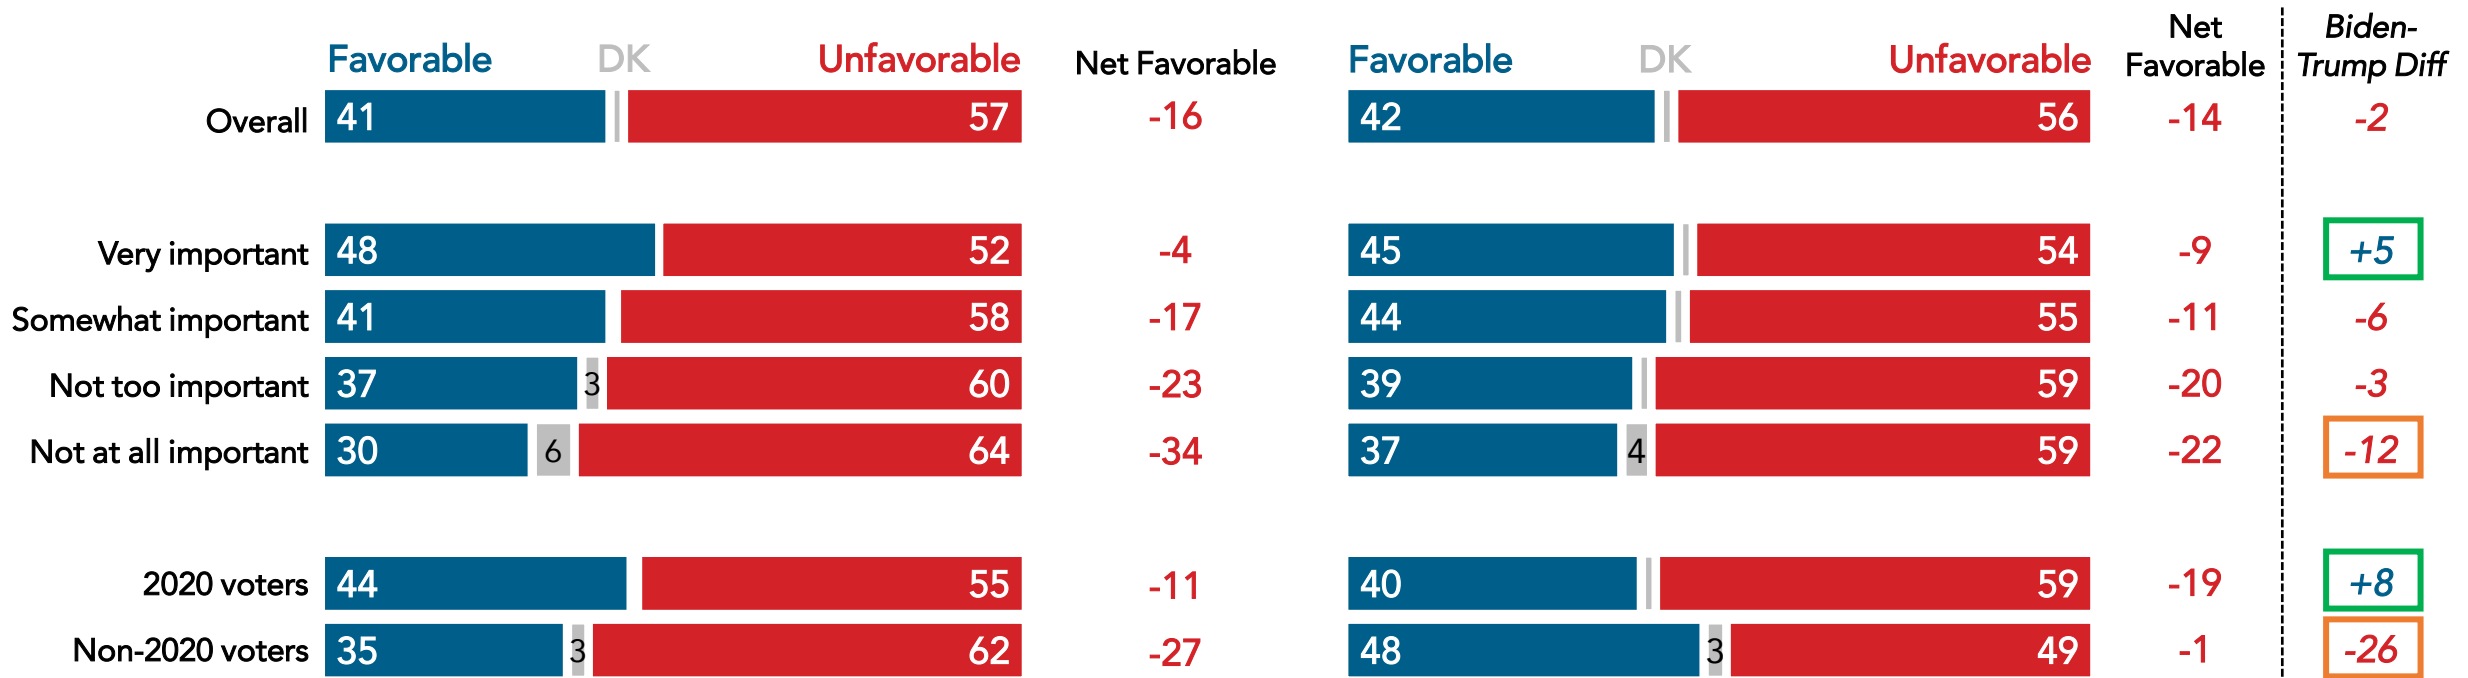 Favorable DK Unfavorable Net Favorable Favorable DK Unfavorable Net Favorable Biden-Trump Diff
Overall 41 57 -16 42 56 -14 -2
Very important 48 52 -4 45 54 -9 +5
Somewhat important 41 58 -17 44 55 -11 -6
Not too important 37 3 60 -23 39 59 -20 -3
Not at all important 30 6 64 -34 37 4 59 -22 -12
2020 voters 44 55 -11 40 59 -19 +8
Non-2020 voters 35 3 62 -27 48 3 49 -1 -26